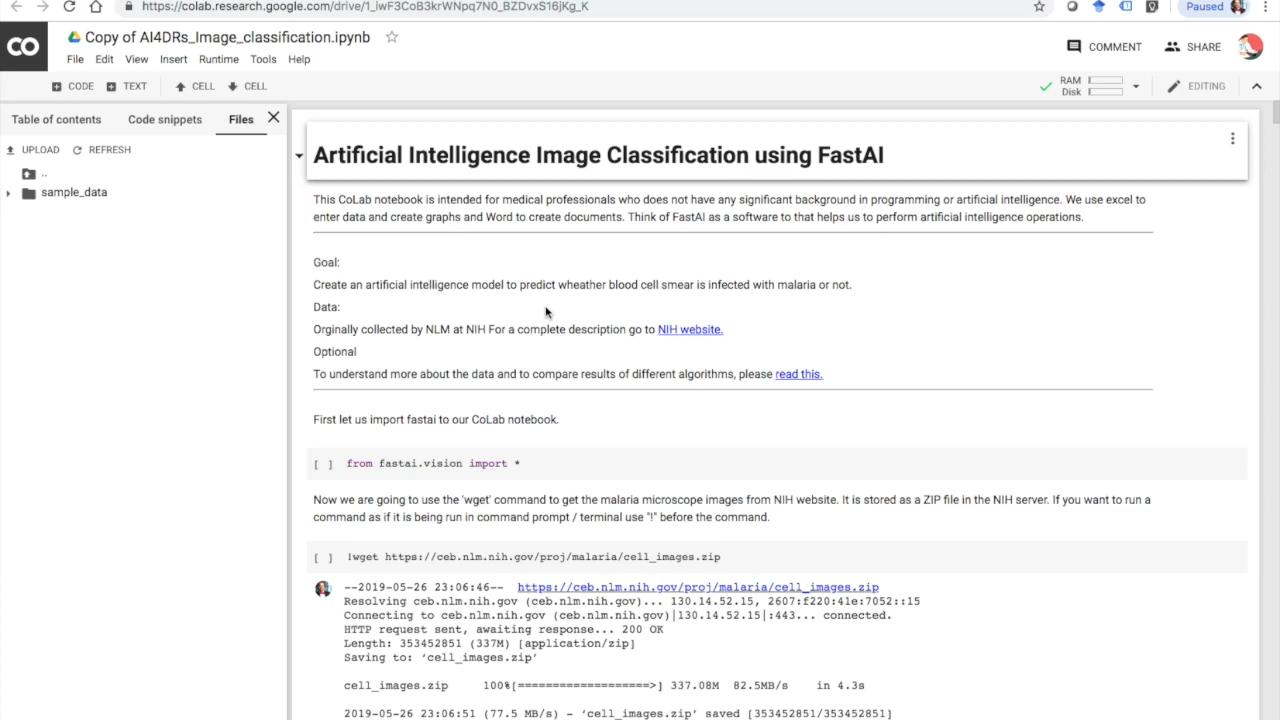 https://colab.research.google.com/drive/1_iwF3CoB3krWNpq7N0_BZDvxS16jKg_K
Paused
CO
Copy of AI4DRs_Image_classification.ipynb
File Edit View Insert Runtime Tools Help
COMMENT
SHARE
CODE TEXT CELL CELL
RAM
Disk
EDITING
Table of contents Code snippets Files
UPLOAD REFRESH
..
sample_data
Artificial Intelligence Image Classification using FastAI
This CoLab notebook is intended for medical professionals who does not have any significant background in programming or artificial intelligence. We use excel to
enter data and create graphs and Word to create documents. Think of FastAI as a software to that helps us to perform artificial intelligence operations.
Goal:
Create an artificial intelligence model to predict wheather blood cell smear is infected with malaria or not.
Data:
Orginally collected by NLM at NIH For a complete description go to NIH website.
Optional
To understand more about the data and to compare results of different algorithms, please read this.
First let us import fastai to our CoLab notebook.
[ ] from fastai.vision import *
Now we are going to use the 'wget' command to get the malaria microscope images from NIH website. It is stored as a ZIP file in the NIH server. If you want to run a
command as if it is being run in command prompt / terminal use "!" before the command.
[ ] !wget https://ceb.nlm.nih.gov/proj/malaria/cell_images.zip
--2019-05-26 23:06:46-- https://ceb.nlm.nih.gov/proj/malaria/cell_images.zip
Resolving ceb.nlm.nih.gov (ceb.nlm.nih.gov)... 130.14.52.15, 2607:f220:41e:7052::15
Connecting to ceb.nlm.nih.gov (ceb.nlm.nih.gov)|130.14.52.15|:443... connected.
HTTP request sent, awaiting response... 200 OK
Length: 353452851 (337M) [application/zip]
Saving to: ‘cell_images.zip’
cell_images.zip 100%[===================>] 337.08M 82.5MB/s in 4.3s
2019-05-26 23:06:51 (77.5 MB/s) - ‘cell_images.zip’ saved [353452851/353452851]